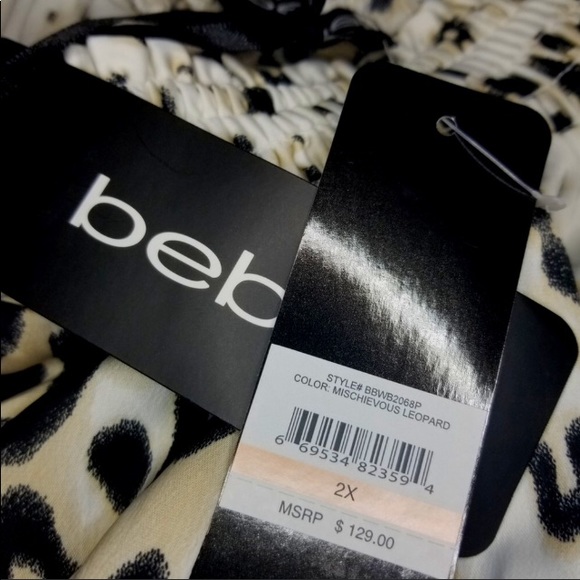 beb
STYLE# BBWB2068P
COLOR: MISCHIEVOUS LEOPARD
6 69534 82359 4
2X
MSRP $ 129.00